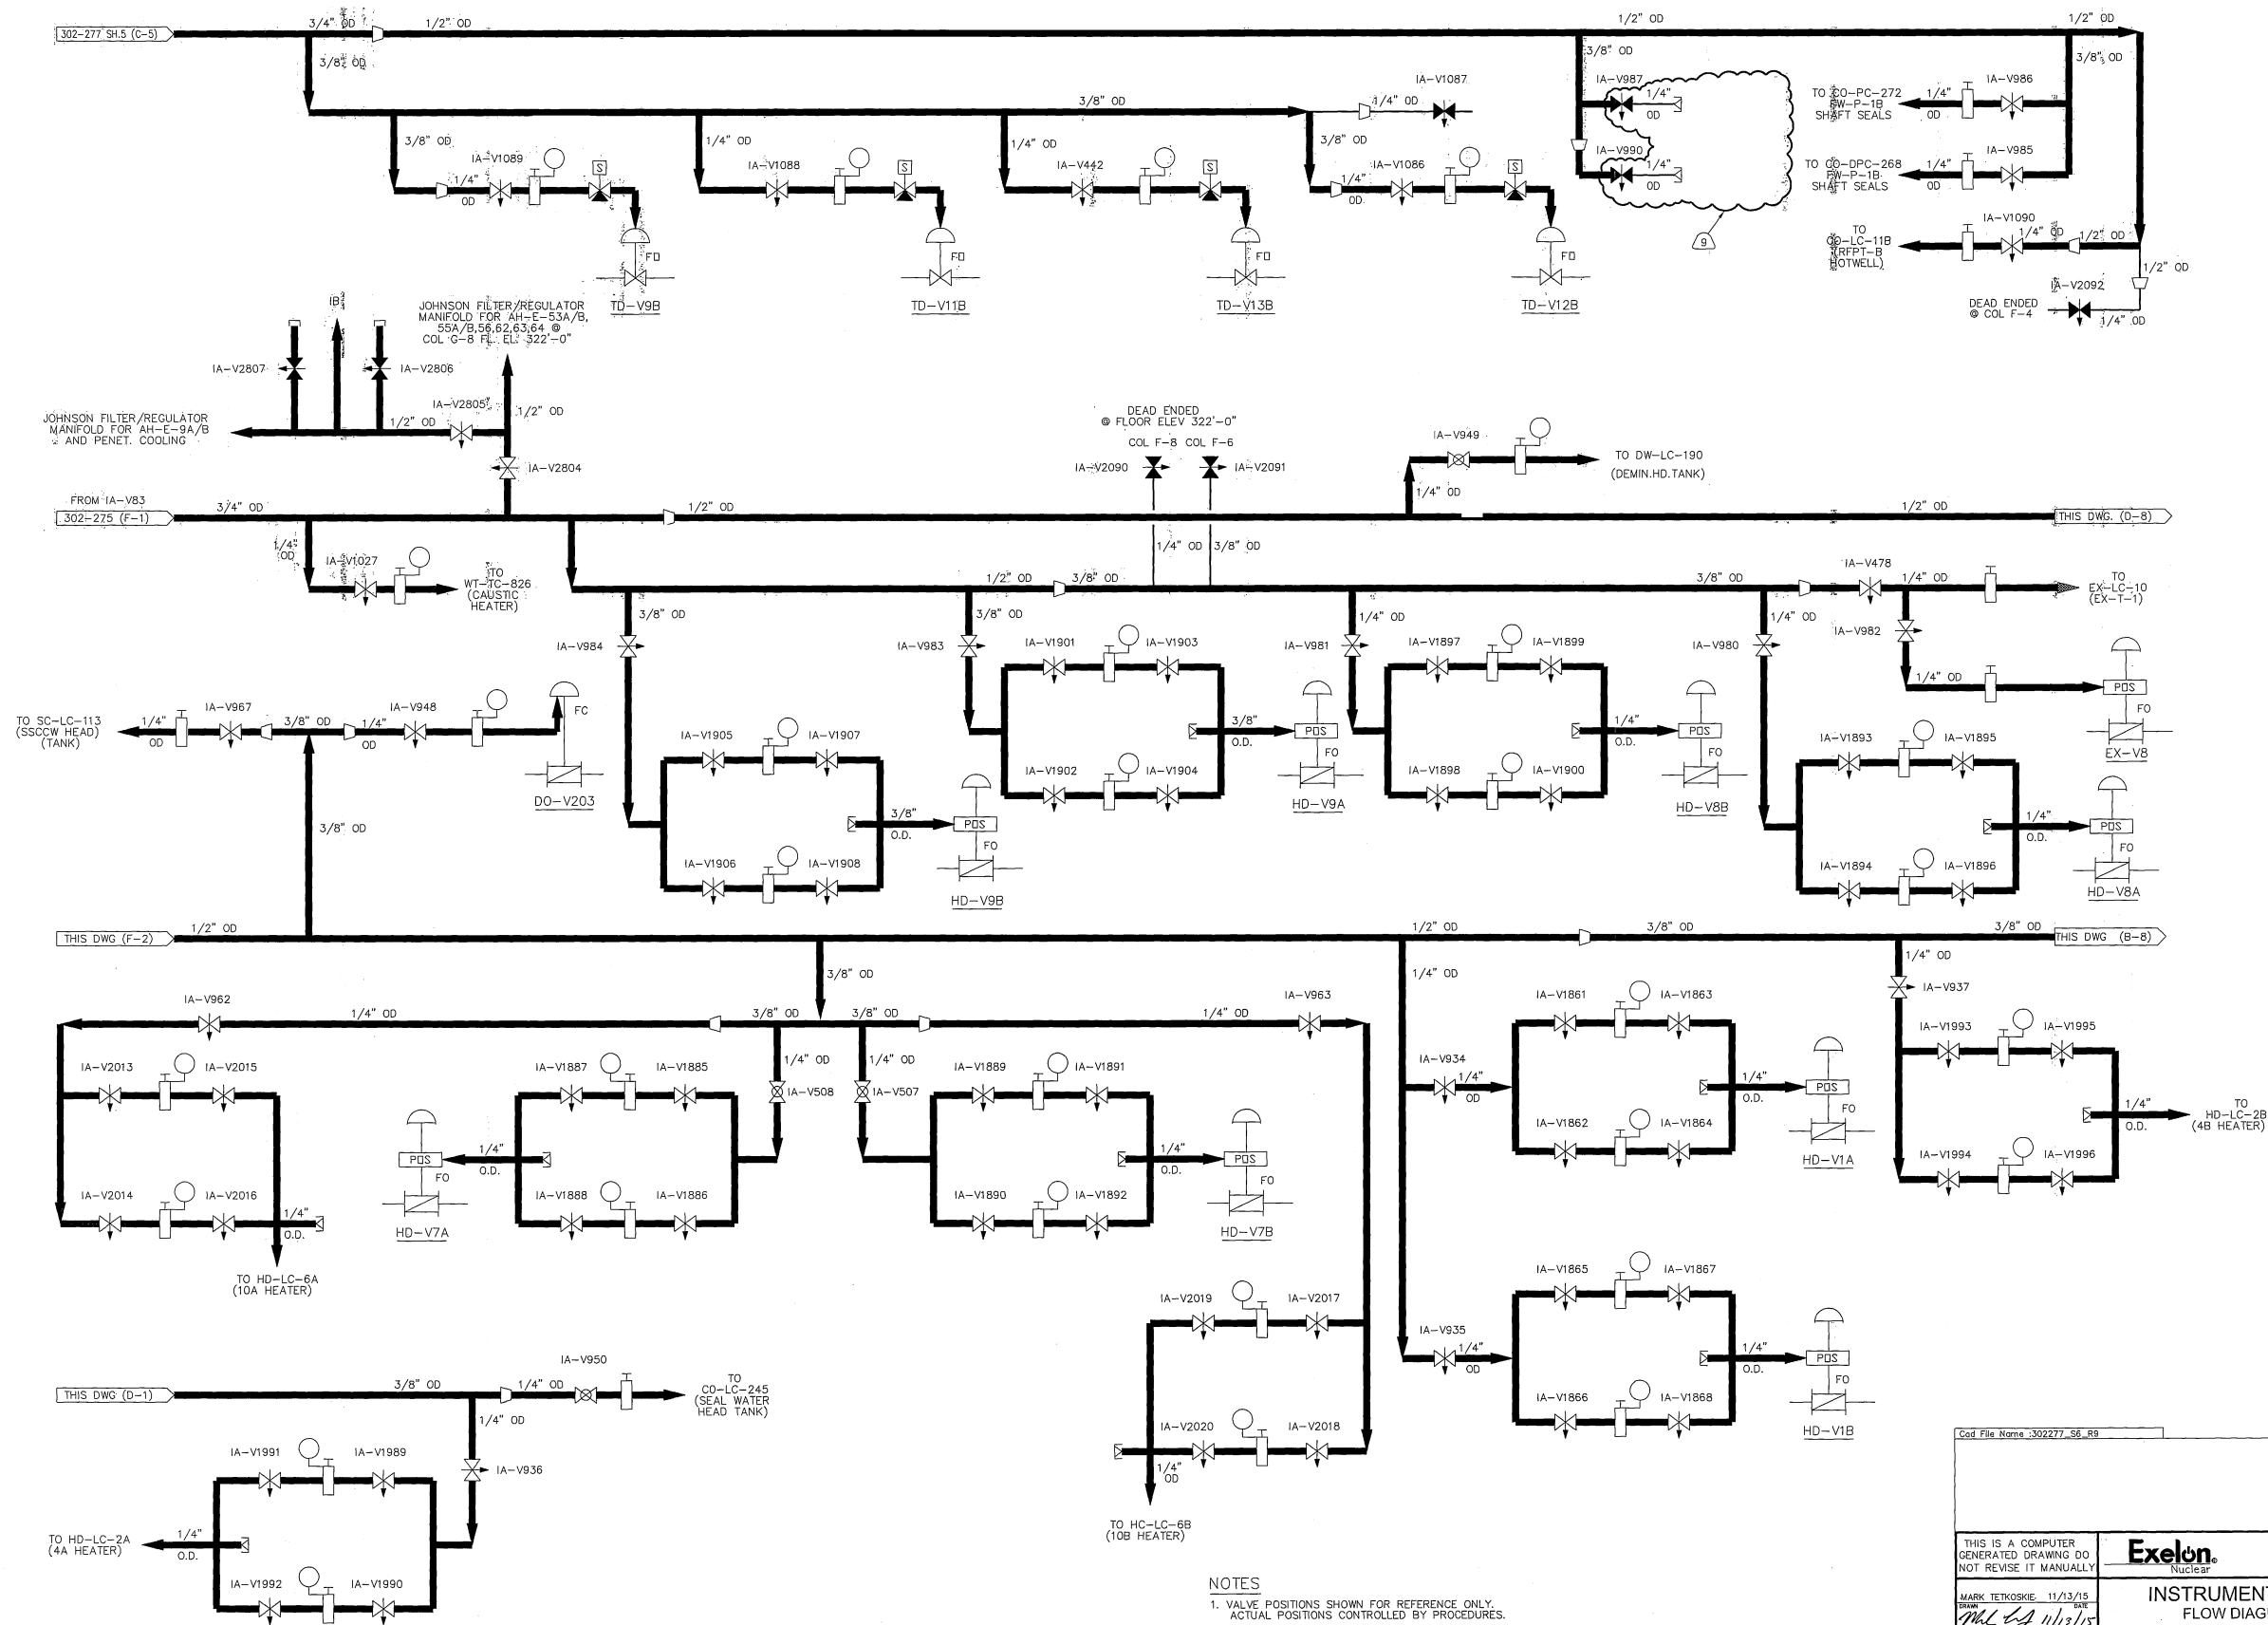 3/4" OD
1/2" OD
1/2" OD
1/2" OD
302-277 SH.5 (C-5)
3/8" OD
3/8" OD
3/8" OD
IA-V1087
1/4" OD
3/8" OD
IA-V987
1/4"
OD
IA-V990
1/4"
OD
9
TO CO-PC-272
FW-P-1B
SHAFT SEALS
1/4"
OD
IA-V986
TO CO-DPC-268
FW-P-1B
SHAFT SEALS
1/4"
OD
IA-V985
TO
CO-LC-11B
(RFPT-B
HOTWELL)
IA-V1090
1/4" OD
1/2" OD
1/2" OD
IA-V2092
DEAD ENDED
@ COL F-4
1/4" OD
3/8" OD
IA-V1089
1/4"
OD
S
FO
TD-V9B
1/4" OD
IA-V1088
S
FO
TD-V11B
1/4" OD
IA-V442
S
FO
TD-V13B
3/8" OD
IA-V1086
1/4"
OD
S
FO
TD-V12B
IB
JOHNSON FILTER/REGULATOR
MANIFOLD FOR AH-E-53A/B,
55A/B,56,62,63,64 @
COL G-8 FL. EL. 322'-0"
IA-V2807
IA-V2806
IA-V2805
1/2" OD
1/2" OD
JOHNSON FILTER/REGULATOR
MANIFOLD FOR AH-E-9A/B
AND PENET. COOLING
IA-V2804
DEAD ENDED
@ FLOOR ELEV 322'-0"
COL F-8 COL F-6
IA-V2090
IA-V2091
IA-V949
TO DW-LC-190
(DEMIN.HD.TANK)
1/4" OD
FROM IA-V83
302-275 (F-1)
3/4" OD
1/2" OD
1/2" OD
THIS DWG. (D-8)
1/4"
OD
IA-V1027
TO
WT-TC-826
(CAUSTIC
HEATER)
1/4" OD
3/8" OD
1/2" OD
3/8" OD
3/8" OD
IA-V478
1/4" OD
TO
EX-LC-10
(EX-T-1)
3/8" OD
IA-V984
3/8" OD
IA-V983
IA-V1901
IA-V1903
1/4" OD
IA-V981
IA-V1897
IA-V1899
1/4" OD
IA-V980
IA-V982
1/4" OD
POS
FO
EX-V8
TO SC-LC-113
(SSCCW HEAD)
(TANK)
1/4"
OD
IA-V967
3/8" OD
1/4"
OD
IA-V948
FC
DO-V203
3/8" OD
IA-V1905
IA-V1907
IA-V1906
IA-V1908
3/8"
O.D.
POS
FO
HD-V9B
IA-V1902
IA-V1904
3/8"
O.D.
POS
FO
HD-V9A
IA-V1898
IA-V1900
1/4"
O.D.
POS
FO
HD-V8B
IA-V1893
IA-V1895
IA-V1894
IA-V1896
1/4"
O.D.
POS
FO
HD-V8A
THIS DWG (F-2)
1/2" OD
1/2" OD
3/8" OD
3/8" OD
THIS DWG (B-8)
3/8" OD
1/4" OD
1/4" OD
IA-V937
IA-V962
1/4" OD
3/8" OD
3/8" OD
1/4" OD
IA-V963
IA-V2013
IA-V2015
IA-V2014
IA-V2016
1/4"
O.D.
TO HD-LC-6A
(10A HEATER)
1/4" OD
IA-V508
IA-V1887
IA-V1885
IA-V1888
IA-V1886
1/4"
O.D.
POS
FO
HD-V7A
1/4" OD
IA-V507
IA-V1889
IA-V1891
IA-V1890
IA-V1892
1/4"
O.D.
POS
FO
HD-V7B
IA-V934
1/4"
OD
IA-V1861
IA-V1863
IA-V1862
IA-V1864
1/4"
O.D.
POS
FO
HD-V1A
IA-V1993
IA-V1995
IA-V1994
IA-V1996
1/4"
O.D.
TO
HD-LC-2B
(4B HEATER)
IA-V2019
IA-V2017
IA-V2020
IA-V2018
1/4"
OD
TO HC-LC-6B
(10B HEATER)
IA-V935
1/4"
OD
IA-V1865
IA-V1867
IA-V1866
IA-V1868
1/4"
O.D.
POS
FO
HD-V1B
THIS DWG (D-1)
3/8" OD
1/4" OD
IA-V950
TO
CO-LC-245
(SEAL WATER
HEAD TANK)
1/4" OD
IA-V936
IA-V1991
IA-V1989
IA-V1992
IA-V1990
TO HD-LC-2A
(4A HEATER)
1/4"
O.D.
NOTES
1. VALVE POSITIONS SHOWN FOR REFERENCE ONLY.
ACTUAL POSITIONS CONTROLLED BY PROCEDURES.
Cad File Name :302277_S6_R9
THIS IS A COMPUTER
GENERATED DRAWING DO
NOT REVISE IT MANUALLY
Exelon.
Nuclear
MARK TETKOSKIE 11/13/15
DRAWN DATE
11/13/15
INSTRUMENT
FLOW DIAG